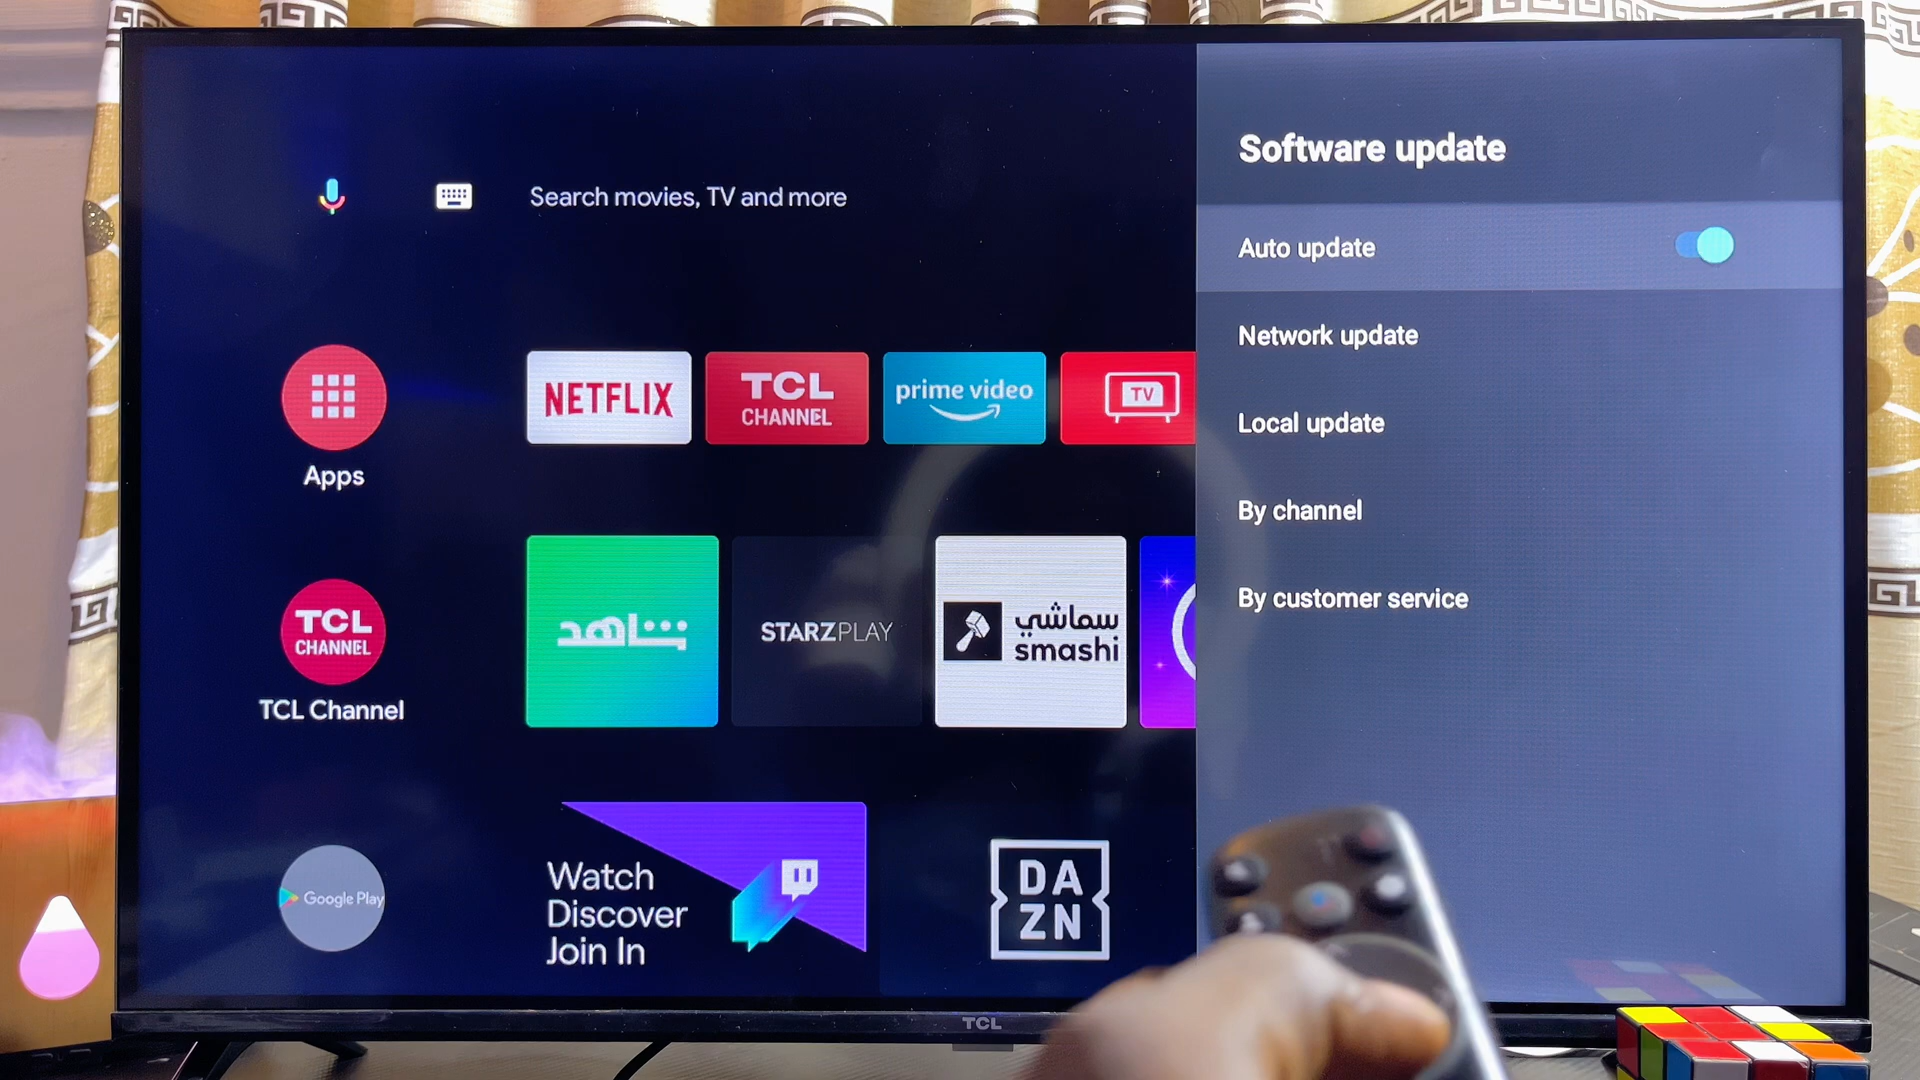 Search movies, TV and more
Apps
NETFLIX
TCL
CHANNEL
prime video
TV
TCL
CHANNEL
TCL Channel
شاهد
STARZPLAY
سماشي
smashi
Google Play
Watch
Discover
Join In
DA
ZN
Software update
Auto update
Network update
Local update
By channel
By customer service
TCL